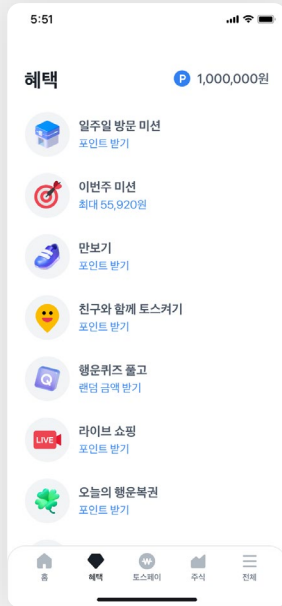 5:51
혜택
P 1,000,000원
일주일 방문 미션
포인트 받기
이번주 미션
최대 55,920원
만보기
포인트 받기
친구와 함께 토스켜기
포인트 받기
행운퀴즈 풀고
Q
랜덤 금액 받기
라이브 쇼핑
LIVE
포인트 받기
오늘의 행운복권
포인트 받기
홈
혜택
토스페이
주식
전체